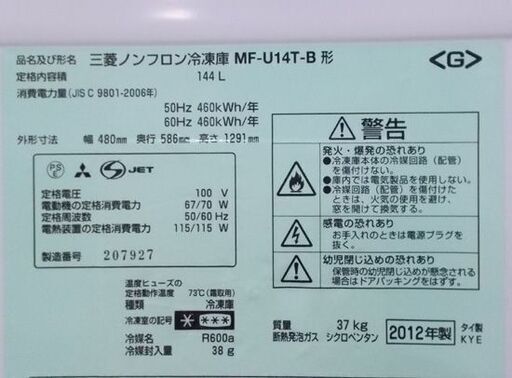 品名及び形名 三菱ノンフロン冷凍庫 MF-U14T-B 形 <G>
定格内容積 144 L
消費電力量(JIS C 9801-2006年)
50Hz 460kWh/年
60Hz 460kWh/年
外形寸法 幅 480mm 奥行 586mm 高さ 1291mm
PS E JET
定格電圧 100 V
電動機の定格消費電力 67/70 W
定格周波数 50/60 Hz
電熱装置の定格消費電力 115/115 W
製造番号 207927
温度ヒューズの
定格動作温度 73℃(霜取用)
種類 冷凍庫
冷凍室の記号
冷媒名 R600a
冷媒封入量 38 g
警告
発火・爆発の恐れあり
●冷凍庫本体の冷媒回路（配管）
を傷付けない。
●庫内では電気製品を使用しない。
●冷媒回路（配管）を傷付けた
ときは、火気の使用を避け、
窓を開けて換気する。
感電の恐れあり
お手入れのときは電源プラグを
抜く。
幼児閉じ込めの恐れあり
保管時の幼児閉じ込めが懸念され
る場合はドアパッキングをはずす。
質量 37 kg
断熱発泡ガス シクロペンタン
2012年製
タイ製
KYE